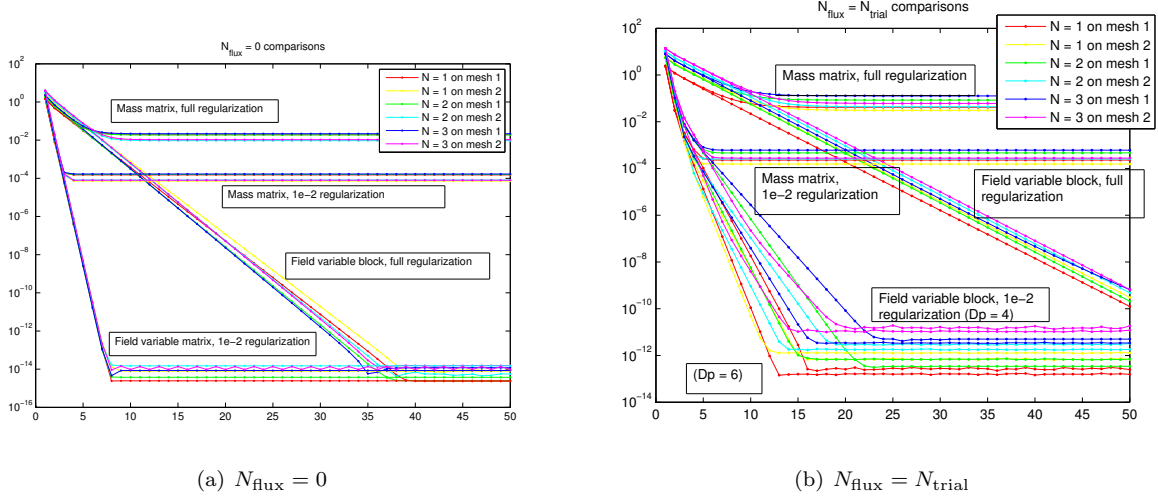 N_flux = 0 comparisons
10^2
10^0
10^-2
10^-4
10^-6
10^-8
10^-10
10^-12
10^-14
10^-16
0 5 10 15 20 25 30 35 40 45 50
N = 1 on mesh 1
N = 1 on mesh 2
N = 2 on mesh 1
N = 2 on mesh 2
N = 3 on mesh 1
N = 3 on mesh 2
Mass matrix, full regularization
Mass matrix, 1e−2 regularization
Field variable block, full regularization
Field variable matrix, 1e−2 regularization
(a) N_flux = 0
N_flux = N_trial comparisons
10^2
10^0
10^-2
10^-4
10^-6
10^-8
10^-10
10^-12
10^-14
0 5 10 15 20 25 30 35 40 45 50
N = 1 on mesh 1
N = 1 on mesh 2
N = 2 on mesh 1
N = 2 on mesh 2
N = 3 on mesh 1
N = 3 on mesh 2
Mass matrix, full regularization
Mass matrix,
1e−2 regularization
Field variable block, full
regularization
Field variable block, 1e−2
regularization (Dp = 4)
(Dp = 6)
(b) N_flux = N_trial